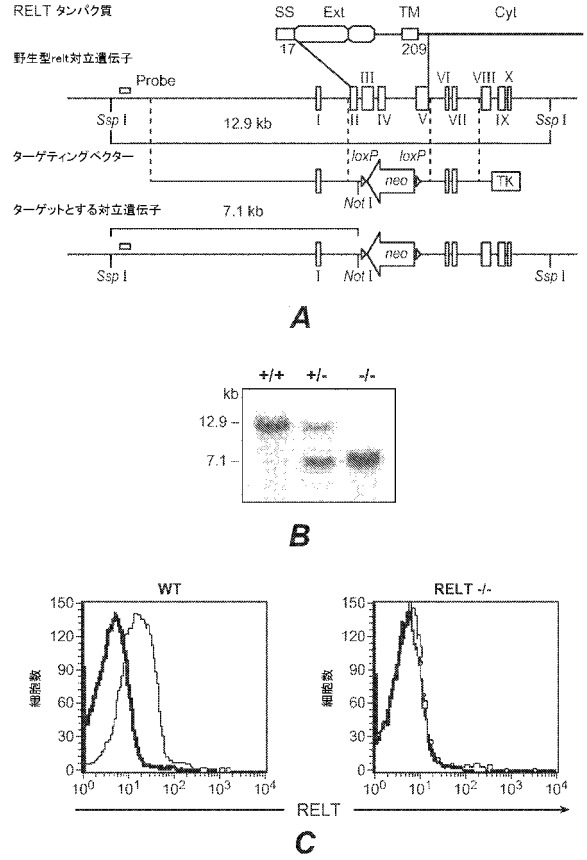 RELT タンパク質
SS Ext TM Cyt
17 209
野生型relt対立遺伝子
Probe
III VI VIII X
Ssp I I II IV V VII IX Ssp I
12.9 kb
ターゲティングベクター
loxP loxP
neo TK
Not I
ターゲットとする対立遺伝子
7.1 kb
neo
Ssp I I Not I Ssp I
A
+/+ +/- -/-
kb
12.9
7.1
B
WT
150
120
90
60
30
0
細胞数
10⁰ 10¹ 10² 10³ 10⁴
RELT -/-
150
120
90
60
30
0
細胞数
10⁰ 10¹ 10² 10³ 10⁴
RELT
C